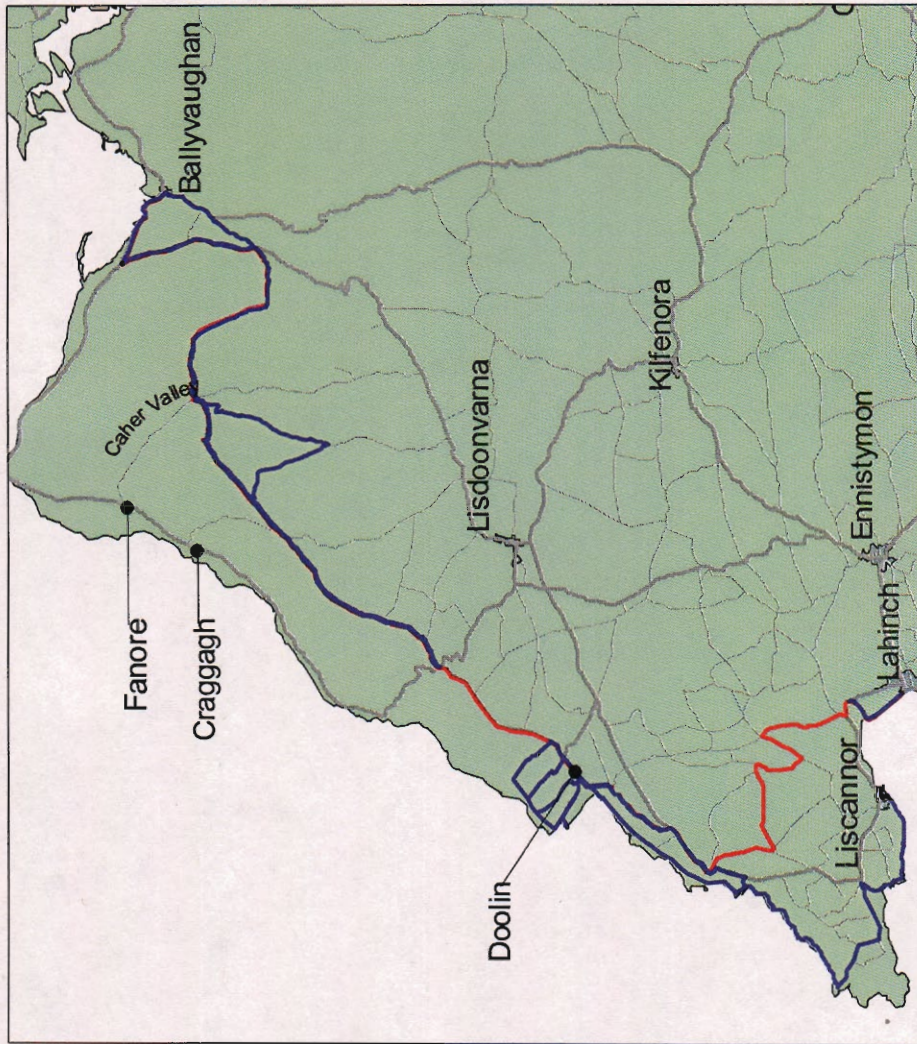 Ballyvaughan
Caher Valley
Fanore
Craggagh
Lisdoonvarna
Kilfenora
Doolin
Ennistymon
Lahinch
Liscannor